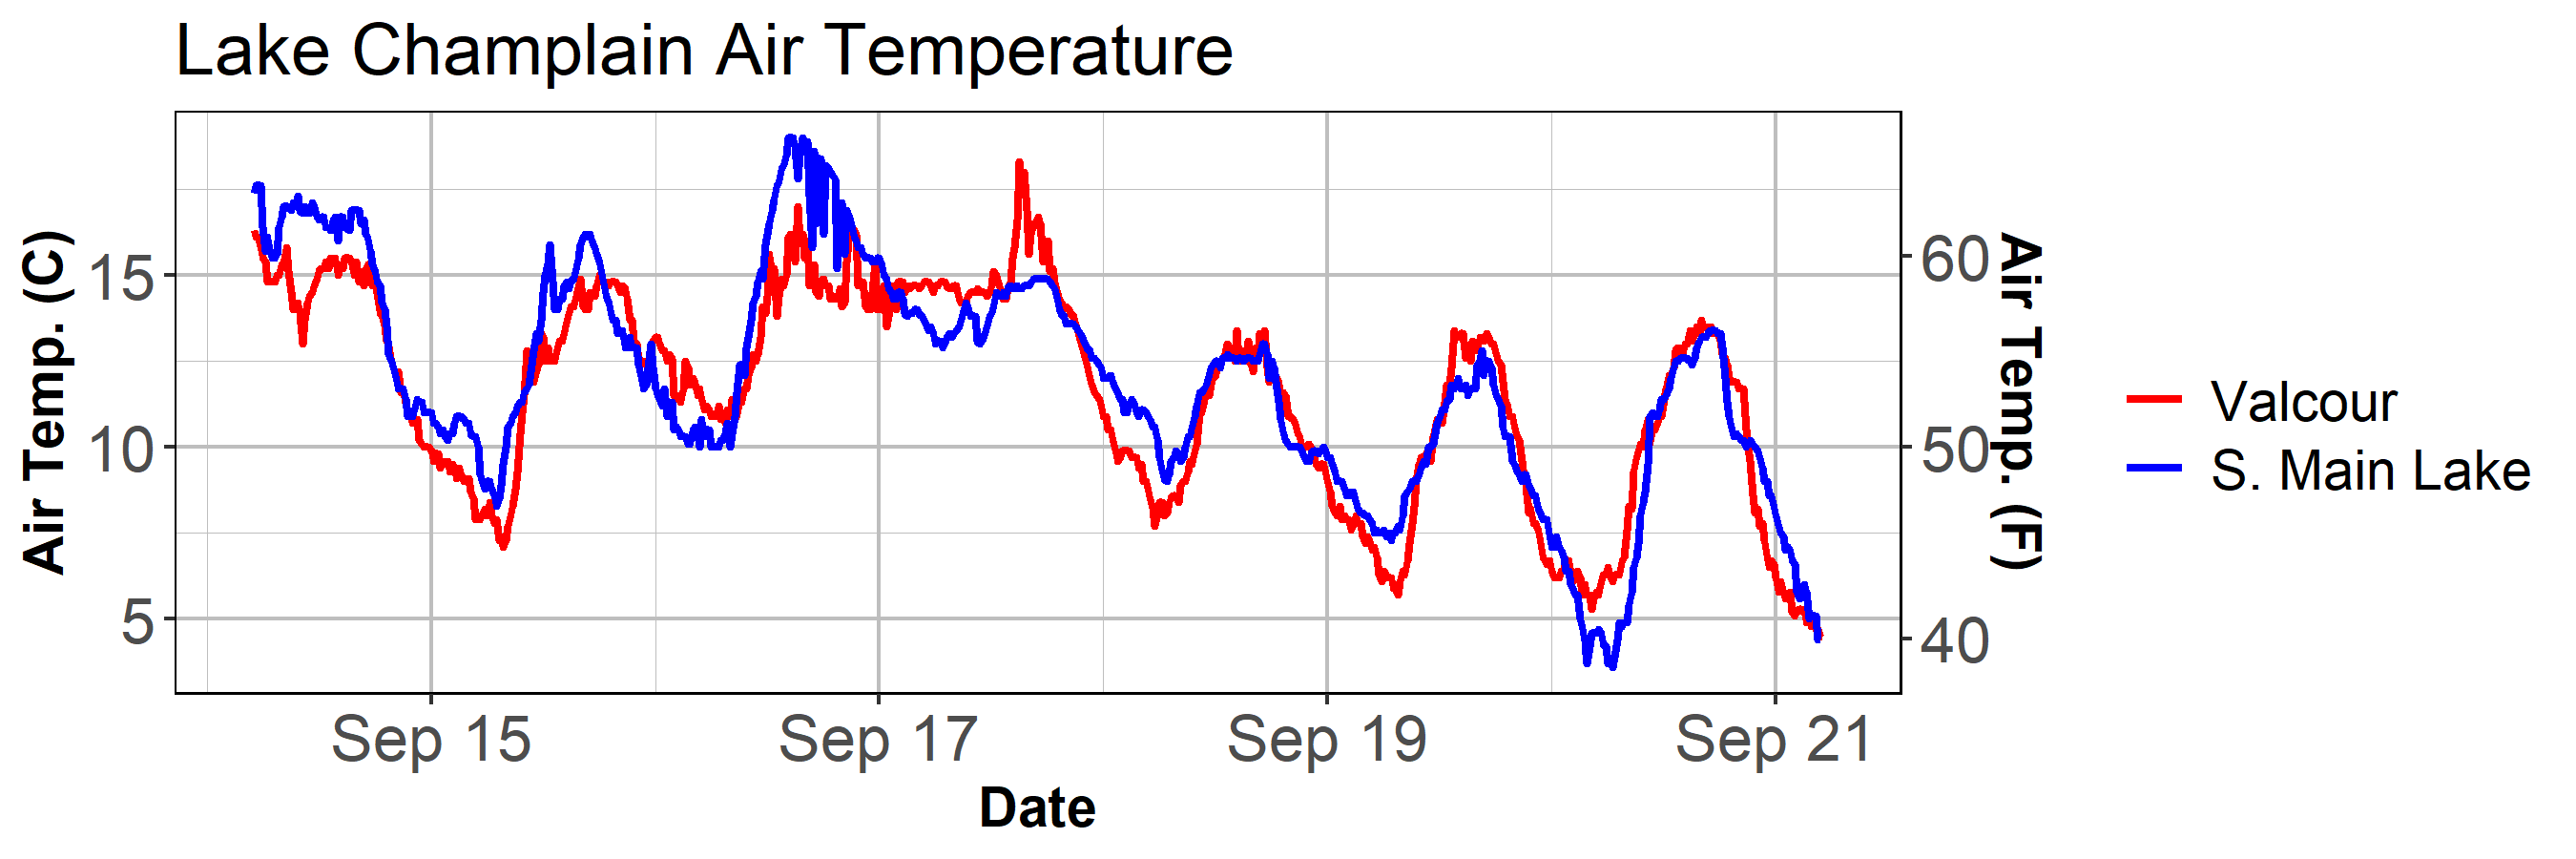 Lake Champlain Air Temperature
Air Temp. (C)
15
10
5
60
50
40
Air Temp. (F)
Sep 15
Sep 17
Sep 19
Sep 21
Date
Valcour
S. Main Lake